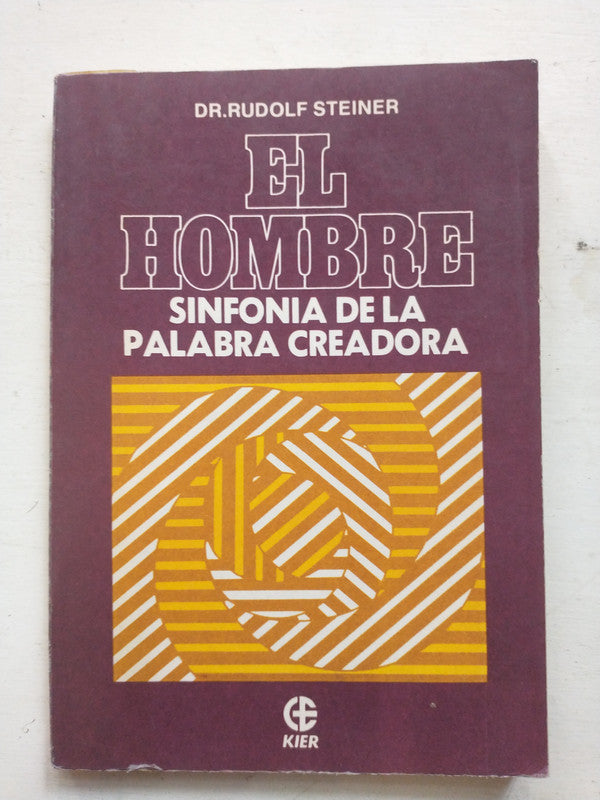 DR.RUDOLF STEINER
EL
HOMBRE
SINFONIA DE LA
PALABRA CREADORA
KIER